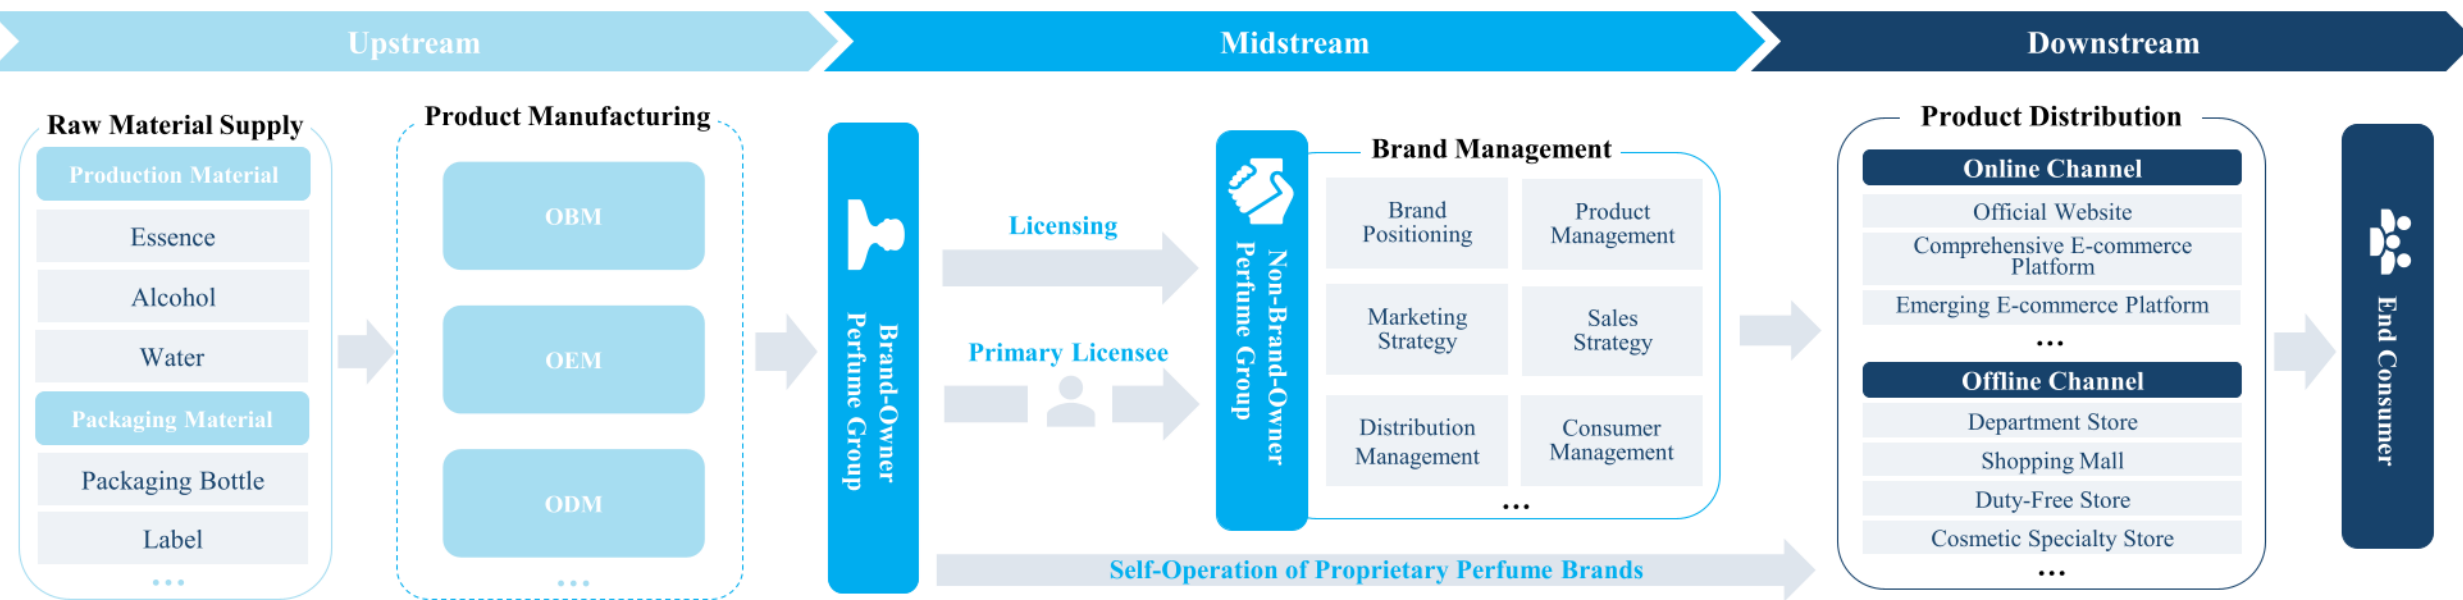 Upstream
Midstream
Downstream
Raw Material Supply
Production Material
Essence
Alcohol
Water
Packaging Material
Packaging Bottle
Label
...
Product Manufacturing
OBM
OEM
ODM
...
Brand-Owner
Perfume Group
Licensing
Primary Licensee
Self-Operation of Proprietary Perfume Brands
Non-Brand-Owner
Perfume Group
Brand Management
Brand
Positioning
Product
Management
Marketing
Strategy
Sales
Strategy
Distribution
Management
Consumer
Management
...
Product Distribution
Online Channel
Official Website
Comprehensive E-commerce
Platform
Emerging E-commerce Platform
...
Offline Channel
Department Store
Shopping Mall
Duty-Free Store
Cosmetic Specialty Store
...
End Consumer